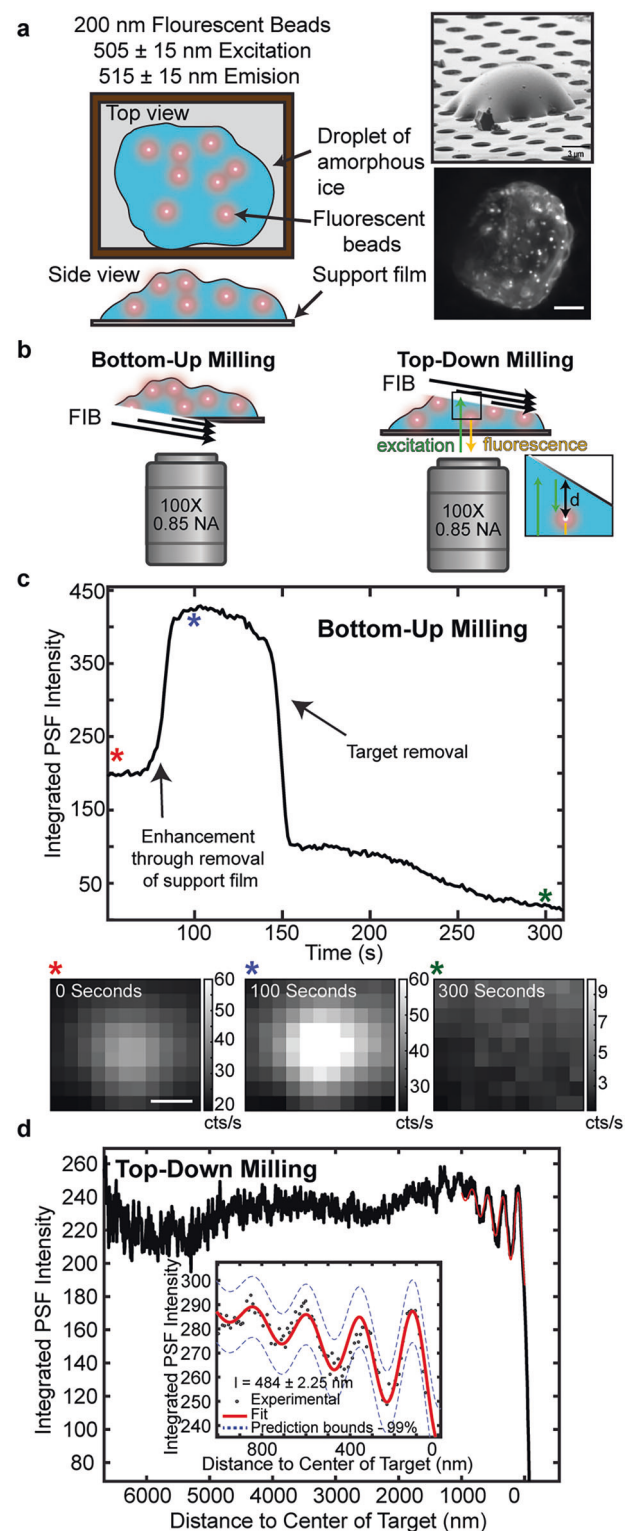 a
200 nm Flourescent Beads
505 ± 15 nm Excitation
515 ± 15 nm Emision
Top view
Droplet of
amorphous
ice
Fluorescent
beads
Side view
Support film
3 µm
b
Bottom-Up Milling
FIB
100X
0.85 NA
Top-Down Milling
FIB
excitation
fluorescence
100X
0.85 NA
d
c
Integrated PSF Intensity
450
350
250
150
50
Bottom-Up Milling
Target removal
Enhancement
through removal
of support film
100 150 200 250 300
Time (s)
0 Seconds
60
50
40
30
20
cts/s
100 Seconds
60
50
40
30
cts/s
300 Seconds
9
7
5
3
cts/s
d
Top-Down Milling
Integrated PSF Intensity
260
240
220
200
180
160
140
120
100
80
Integrated PSF Intensity
300
290
280
270
260
250
240
l = 484 ± 2.25 nm
Experimental
Fit
Prediction bounds - 99%
800 400 0
Distance to Center of Target (nm)
6000 5000 4000 3000 2000 1000 0
Distance to Center of Target (nm)